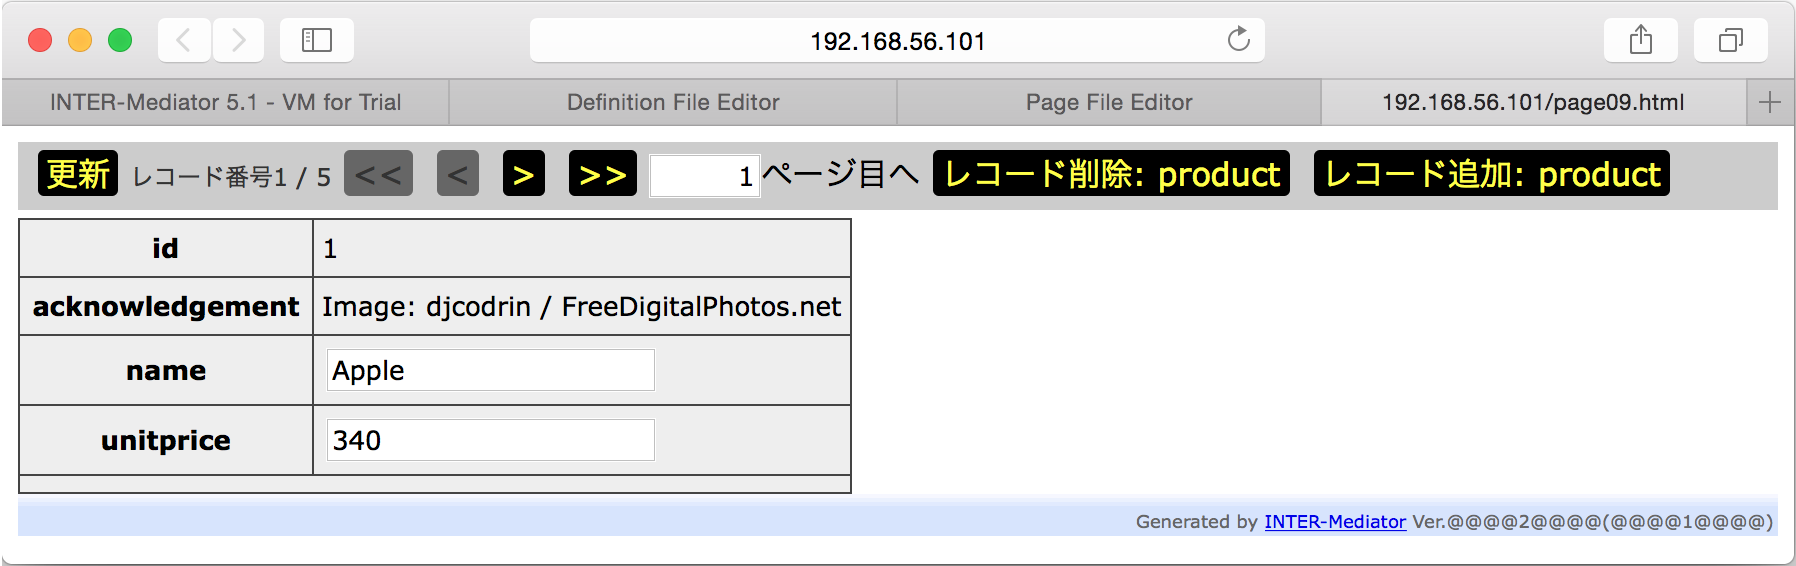 192.168.56.101
INTER-Mediator 5.1 - VM for Trial Definition File Editor Page File Editor 192.168.56.101/page09.html +
更新 レコード番号1 / 5 << < > >> 1 ページ目へ レコード削除: product レコード追加: product
id 1
acknowledgement Image: djcodrin / FreeDigitalPhotos.net
name Apple
unitprice 340
Generated by INTER-Mediator Ver.@@@@2@@@@(@@@@1@@@@)